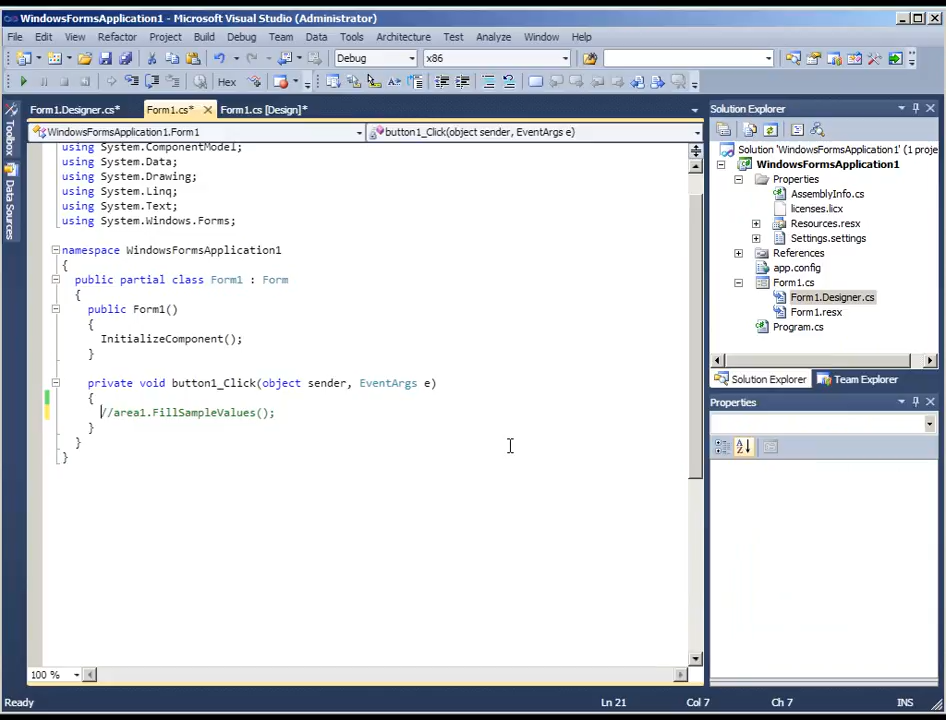 WindowsFormsApplication1 - Microsoft Visual Studio (Administrator)
File Edit View Refactor Project Build Debug Team Data Tools Architecture Test Analyze Window Help
Debug x86
Hex
Form1.Designer.cs* Form1.cs* Form1.cs [Design]*
WindowsFormsApplication1.Form1 button1_Click(object sender, EventArgs e)
Toolbox
Data Sources
using System.ComponentModel;
using System.Data;
using System.Drawing;
using System.Linq;
using System.Text;
using System.Windows.Forms;
namespace WindowsFormsApplication1
{
public partial class Form1 : Form
{
public Form1()
{
InitializeComponent();
}
private void button1_Click(object sender, EventArgs e)
{
//area1.FillSampleValues();
}
}
}
100 %
Solution Explorer
Solution 'WindowsFormsApplication1' (1 proje
WindowsFormsApplication1
Properties
AssemblyInfo.cs
licenses.licx
Resources.resx
Settings.settings
References
app.config
Form1.cs
Form1.Designer.cs
Form1.resx
Program.cs
Solution Explorer Team Explorer
Properties
Ready Ln 21 Col 7 Ch 7 INS